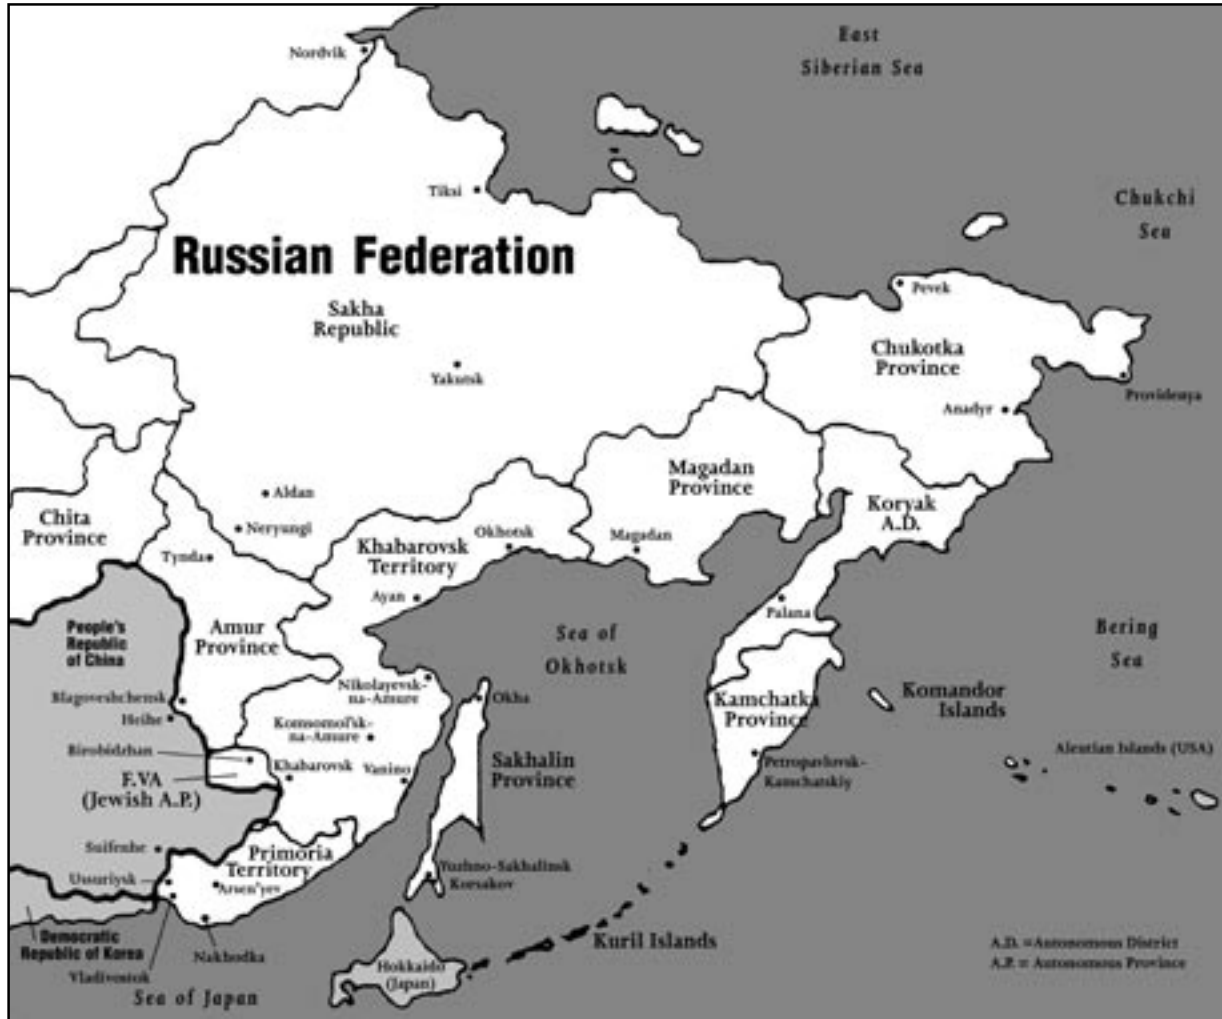 East
Siberian Sea
Nordvik
Tiksi
Chukchi
Sea
Russian Federation
Pevek
Sakha
Republic
Chukotka
Province
Yakutsk
Providenya
Anadyr
Magadan
Province
Aldan
Koryak
A.D.
Chita
Province
Neryungi
Okhotsk
Magadan
Khabarovsk
Territory
Tynda
Ayan
Palana
People's
Republic
of China
Amur
Province
Sea of
Okhotsk
Bering
Sea
Nikolayevsk-
na-Amure
Blagoveshchensk
Okha
Kamchatka
Province
Komandor
Islands
Heihe
Komsomol'sk-
na-Amure
Birobidzhan
Aleutian Islands (USA)
Khabarovsk
Vanino
Sakhalin
Province
Petropavlovsk-
Kamchatskiy
F.VA
(Jewish A.P.)
Suifenhe
Primoria
Territory
Yuzhno-Sakhalinsk
Korsakov
Ussuriysk
Arsen'yev
Democratic
Republic of Korea
Kuril Islands
Nakhodka
Vladivostok
Hokkaido
(Japan)
Sea of Japan
A.D. =Autonomous District
A.P. = Autonomous Province